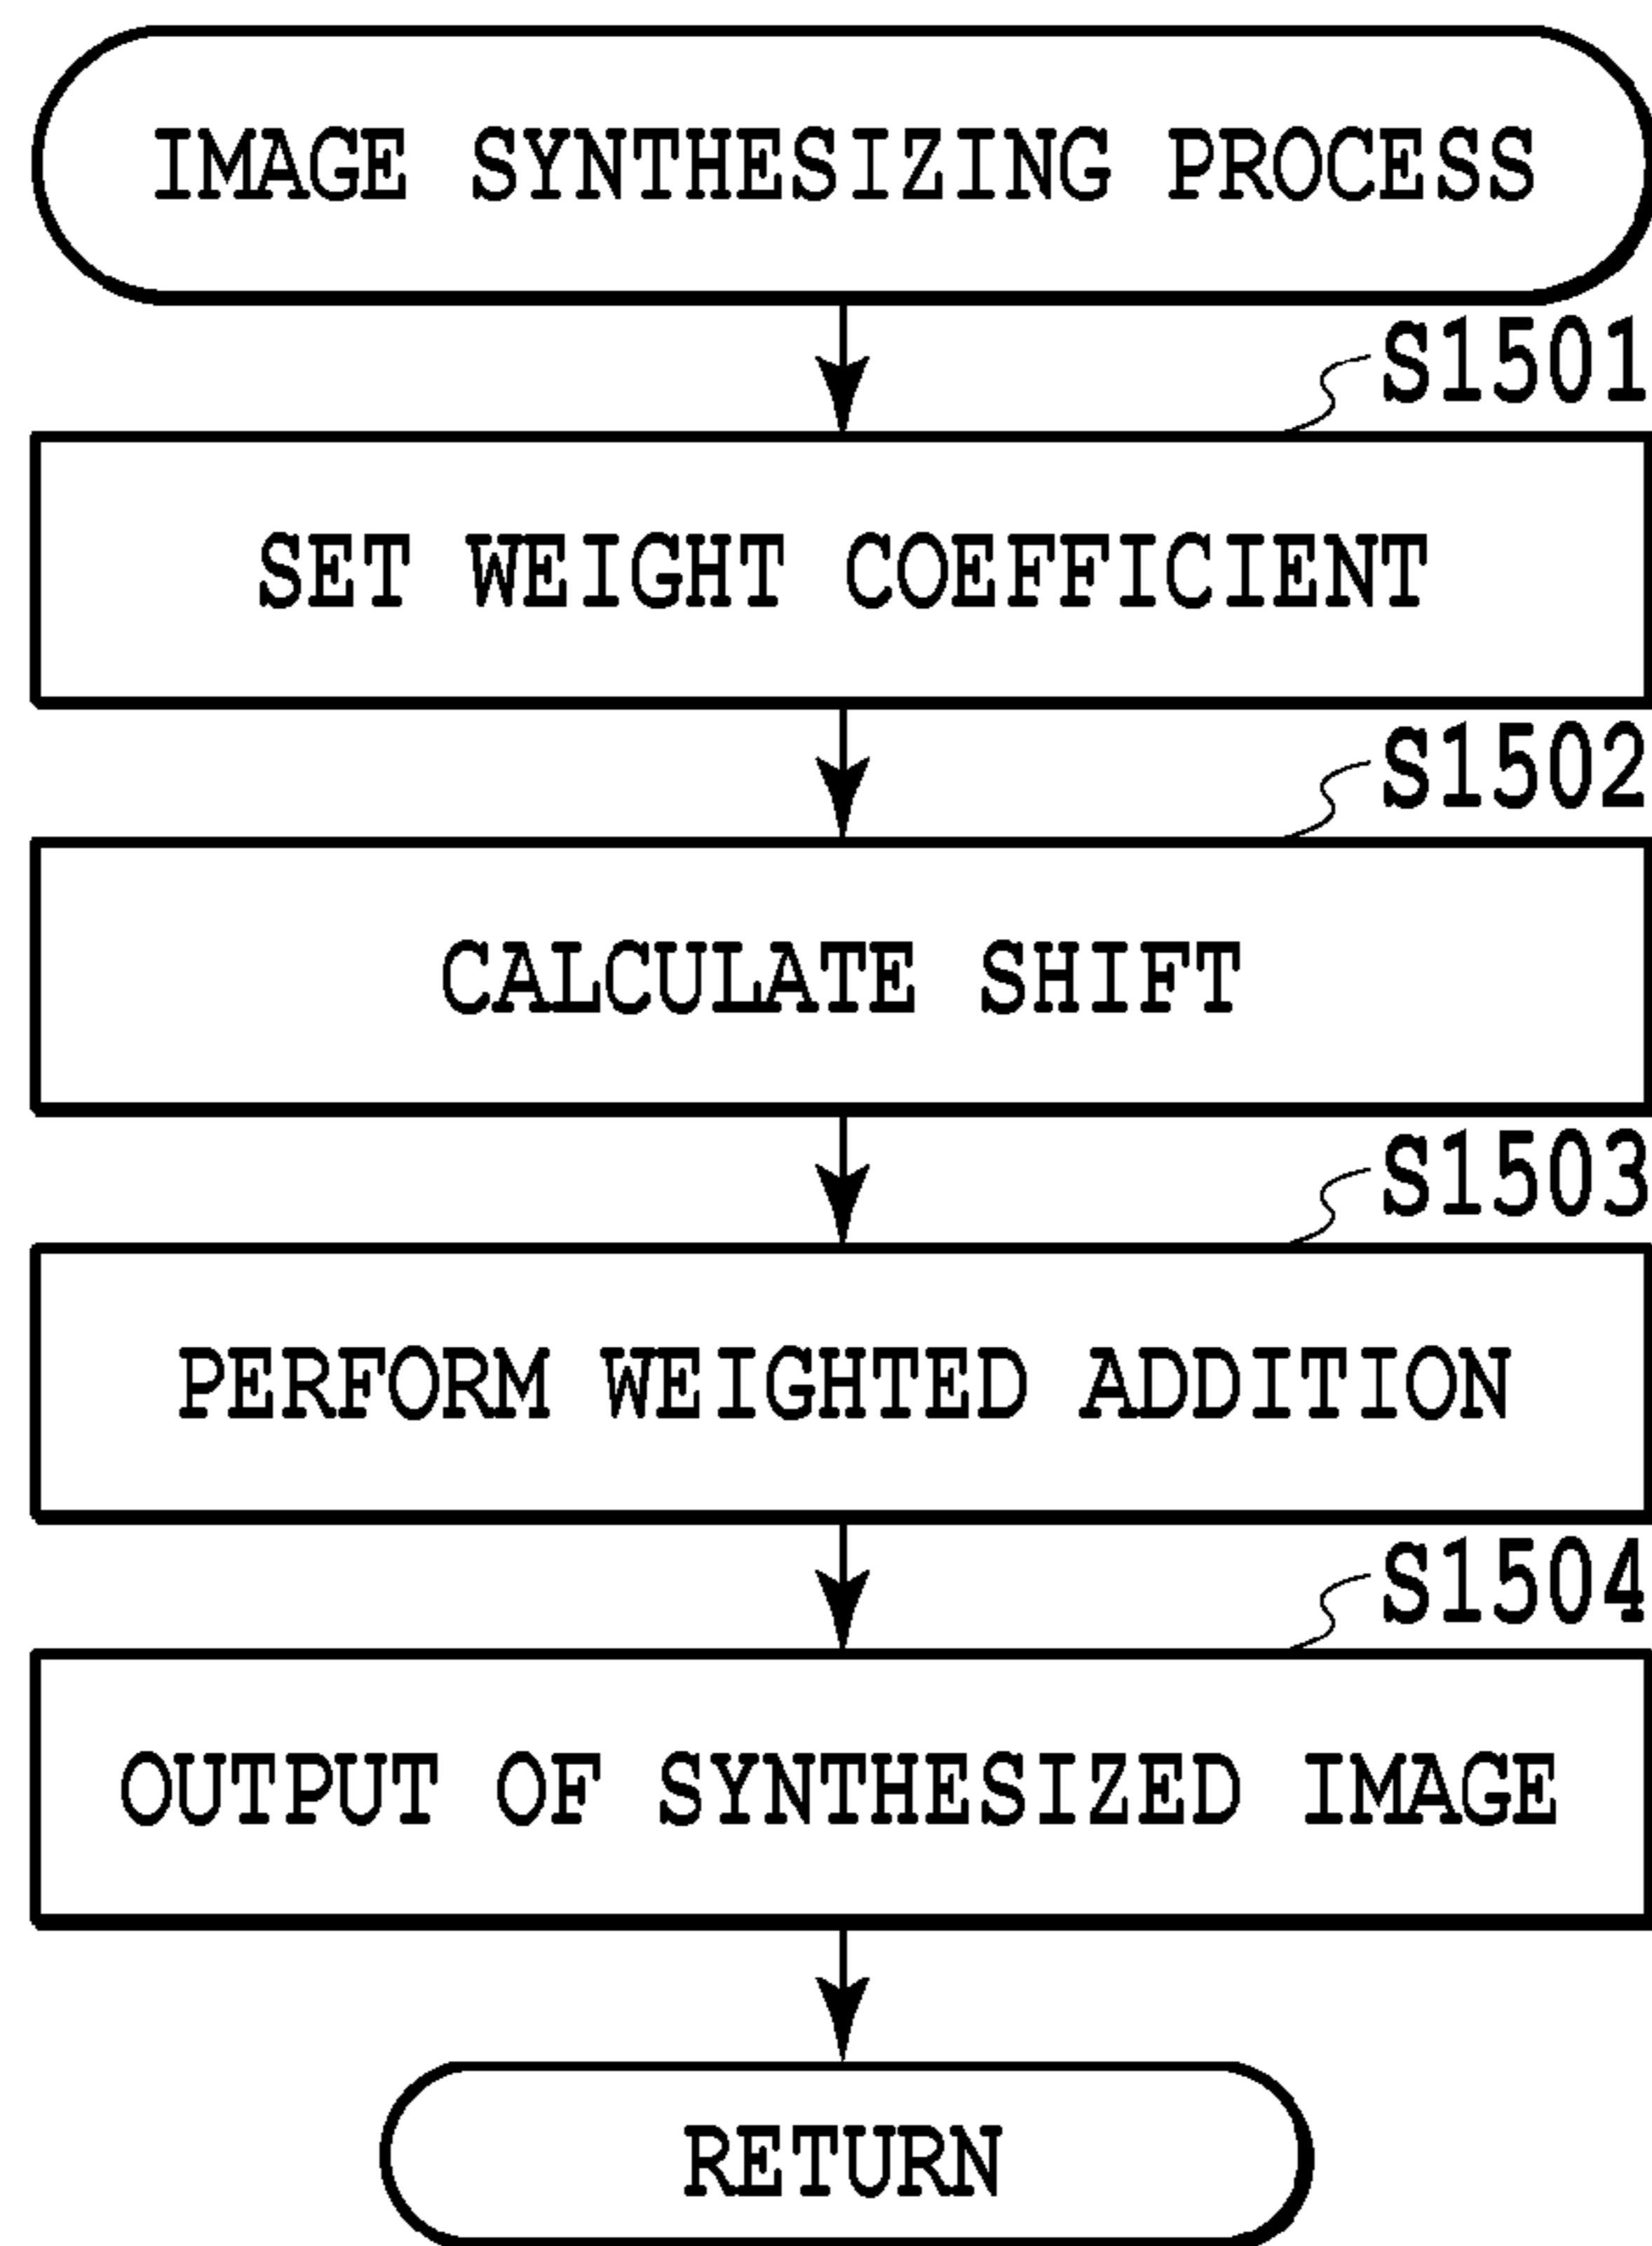 IMAGE SYNTHESIZING PROCESS
S1501
SET WEIGHT COEFFICIENT
S1502
CALCULATE SHIFT
S1503
PERFORM WEIGHTED ADDITION
S1504
OUTPUT OF SYNTHESIZED IMAGE
RETURN